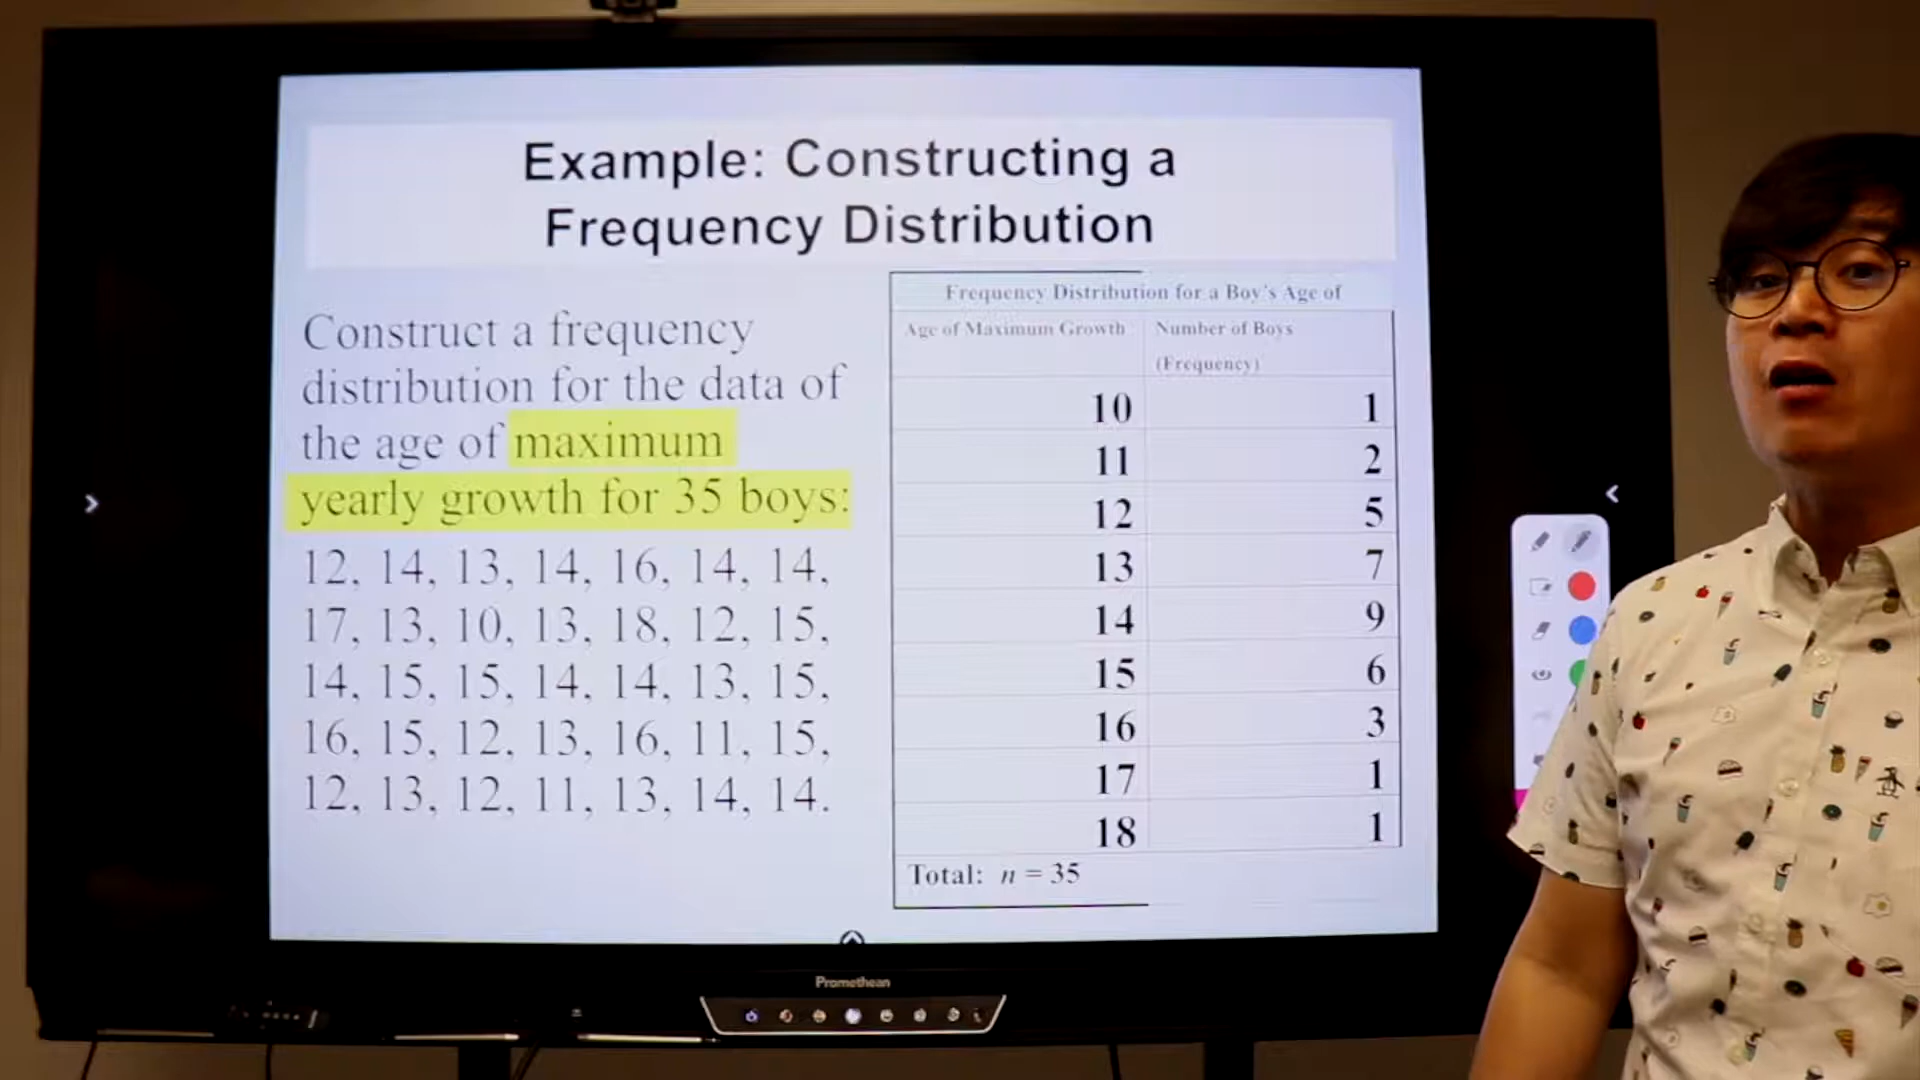 Example: Constructing a
Frequency Distribution
Construct a frequency
distribution for the data of
the age of maximum
yearly growth for 35 boys:
12, 14, 13, 14, 16, 14, 14,
17, 13, 10, 13, 18, 12, 15,
14, 15, 15, 14, 14, 13, 15,
16, 15, 12, 13, 16, 11, 15,
12, 13, 12, 11, 13, 14, 14.
Frequency Distribution for a Boy's Age of
Age of Maximum Growth Number of Boys
(Frequency)
10 1
11 2
12 5
13 7
14 9
15 6
16 3
17 1
18 1
Total: n = 35
Promethean